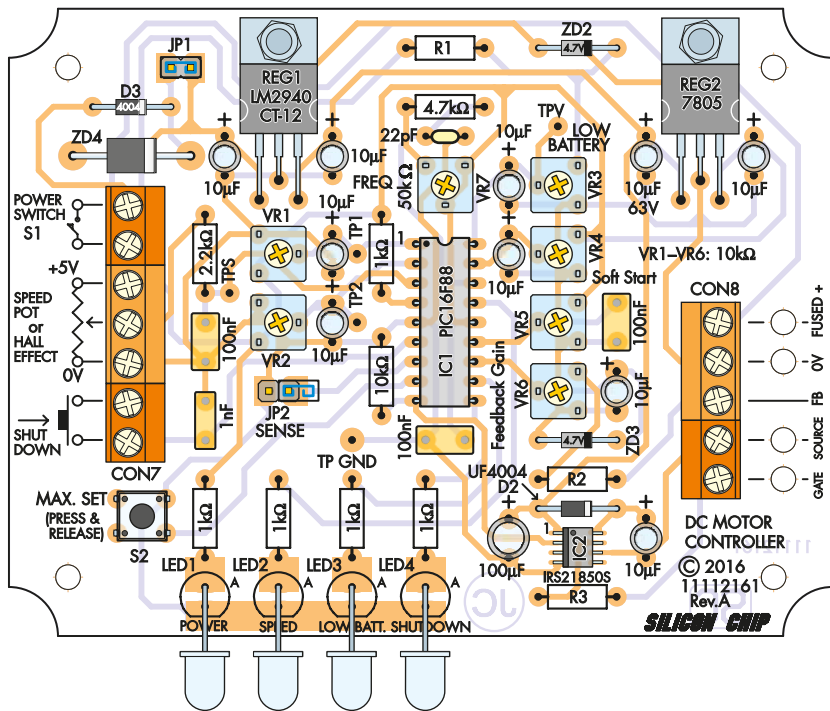 JP1
D3
4004
ZD4
REG1
LM2940
CT-12
R1
ZD2
4.7V
REG2
7805
4.7kΩ
22pF
10µF
TPV
LOW
BATTERY
10µF
10µF
FREQ
50kΩ
VR7
VR3
10µF
63V
10µF
POWER
SWITCH
S1
2.2kΩ
TPS
VR1
10µF
TP1
1kΩ
1
VR4
10µF
VR1–VR6: 10kΩ
+5V
SPEED
POT
or
HALL
EFFECT
0V
VR2
TP2
10µF
100nF
IC1 PIC16F88
Soft Start
VR5
100nF
CON8
FUSED +
0V
FB
SOURCE
GATE
10kΩ
JP2
SENSE
1nF
VR6
10µF
Feedback Gain
100nF
4.7V
ZD3
SHUT
DOWN
CON7
TP GND
UF4004
D2
R2
MAX. SET
(PRESS &
RELEASE)
S2
1kΩ
1kΩ
1kΩ
1kΩ
100µF
1
IC2
IRS21850S
10µF
R3
DC MOTOR
CONTROLLER
11112161
© 2016
11112161
Rev.A
LED1
A
LED2
A
LED3
A
LED4
A
POWER
SPEED
LOW BATT.
SHUTDOWN
JC
SILICON CHIP